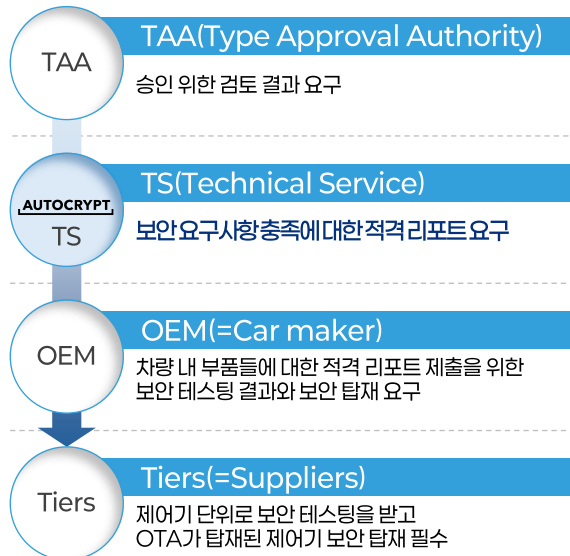 TAA
TAA(Type Approval Authority)
승인 위한 검토 결과 요구
AUTOCRYPT
TS
TS(Technical Service)
보안 요구사항 충족에 대한 적격 리포트 요구
OEM
OEM(=Car maker)
차량 내 부품들에 대한 적격 리포트 제출을 위한
보안 테스팅 결과와 보안 탑재 요구
Tiers
Tiers(=Suppliers)
제어기 단위로 보안 테스팅을 받고
OTA가 탑재된 제어기 보안 탑재 필수